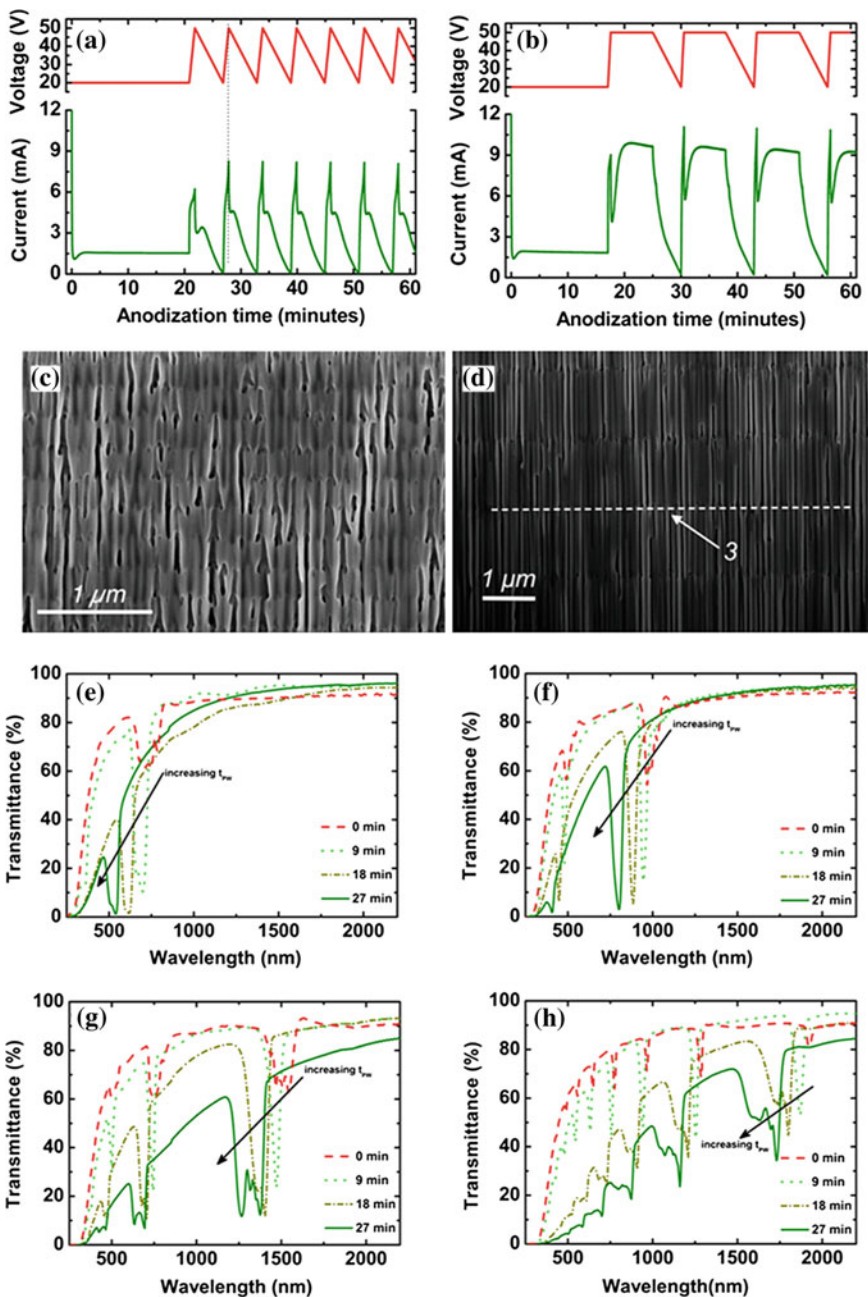 (a)
Voltage (V)
50
40
30
20
Current (mA)
12
9
6
3
0
0 10 20 30 40 50 60
Anodization time (minutes)
(b)
Voltage (V)
50
40
30
20
Current (mA)
12
9
6
3
0
0 10 20 30 40 50 60
Anodization time (minutes)
(c)
1 μm
(d)
3
1 μm
(e)
Transmittance (%)
100
80
60
40
20
0
increasing tPW
0 min
9 min
18 min
27 min
500 1000 1500 2000
Wavelength (nm)
(f)
Transmittance (%)
100
80
60
40
20
0
increasing tPW
0 min
9 min
18 min
27 min
500 1000 1500 2000
Wavelength (nm)
(g)
Transmittance (%)
100
80
60
40
20
0
increasing tPW
0 min
9 min
18 min
27 min
500 1000 1500 2000
Wavelength (nm)
(h)
Transmittance (%)
100
80
60
40
20
0
increasing tPW
0 min
9 min
18 min
27 min
500 1000 1500 2000
Wavelength(nm)